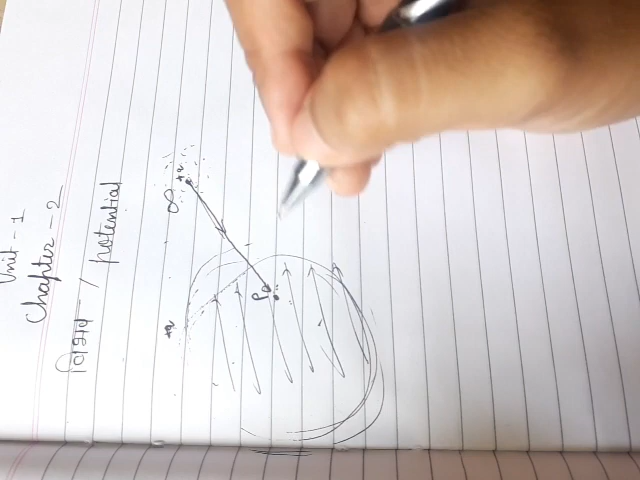 Unit - 1
Chapter - 2
विभव / potential
∞
+q
+q
P